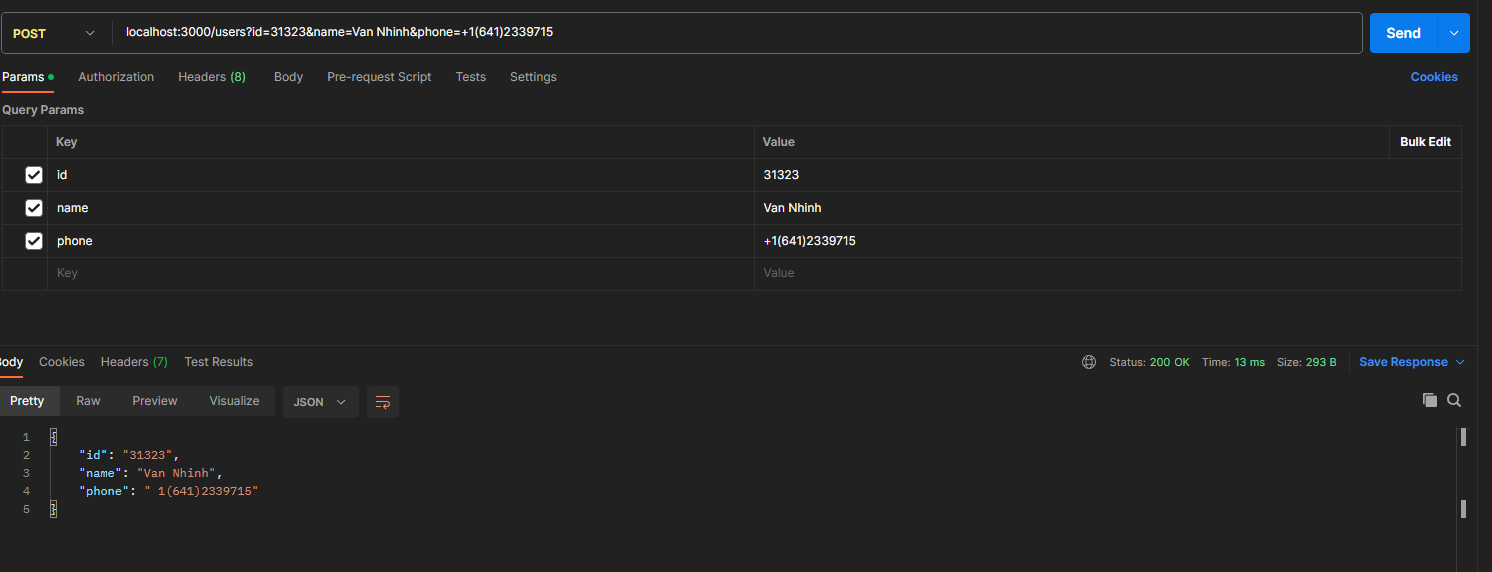 POST localhost:3000/users?id=31323&name=Van Nhinh&phone=+1(641)2339715 Send
Params Authorization Headers (8) Body Pre-request Script Tests Settings Cookies
Query Params
Key Value Bulk Edit
id 31323
name Van Nhinh
phone +1(641)2339715
Key Value
Body Cookies Headers (7) Test Results Status: 200 OK Time: 13 ms Size: 293 B Save Response
Pretty Raw Preview Visualize JSON
1 {
2 "id": "31323",
3 "name": "Van Nhinh",
4 "phone": " 1(641)2339715"
5 }